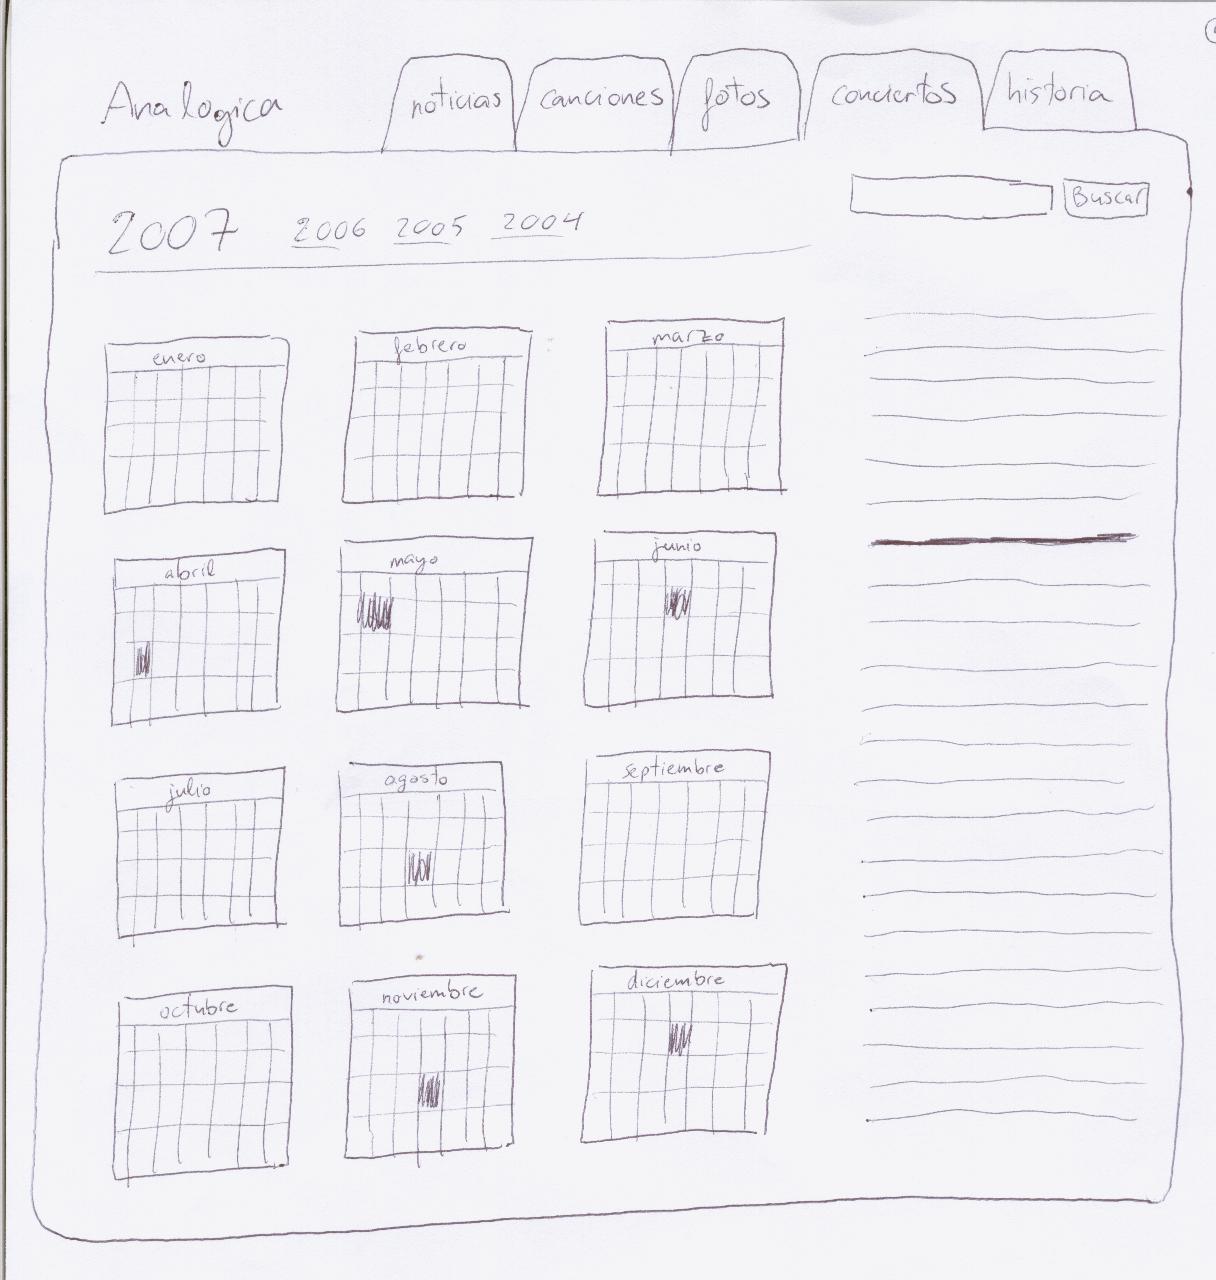 Analogica noticias canciones fotos conciertos historia
Buscar
2007 2006 2005 2004
enero febrero marzo
abril mayo junio
julio agosto septiembre
octubre noviembre diciembre